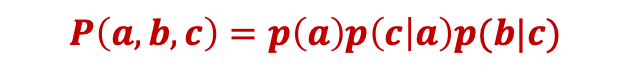 P(a, b, c) = p(a)p(c|a)p(b|c)